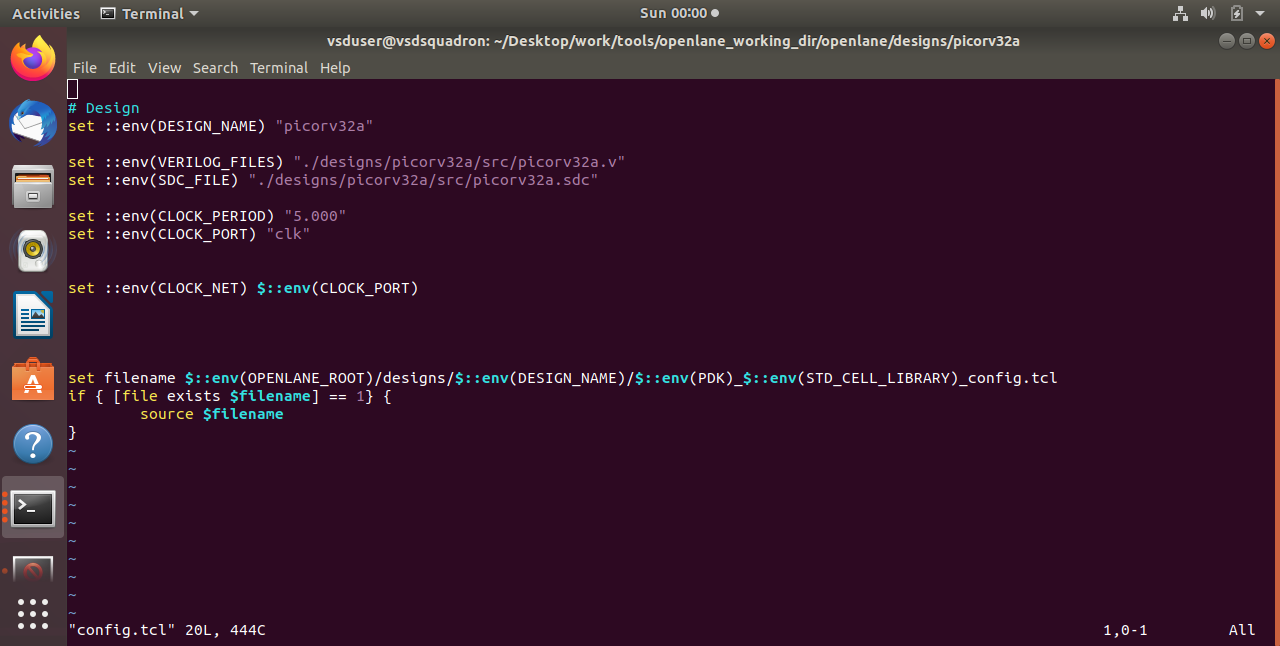 Activities Terminal Sun 00:00
vsduser@vsdsquadron: ~/Desktop/work/tools/openlane_working_dir/openlane/designs/picorv32a
File Edit View Search Terminal Help
# Design
set ::env(DESIGN_NAME) "picorv32a"
set ::env(VERILOG_FILES) "./designs/picorv32a/src/picorv32a.v"
set ::env(SDC_FILE) "./designs/picorv32a/src/picorv32a.sdc"
set ::env(CLOCK_PERIOD) "5.000"
set ::env(CLOCK_PORT) "clk"
set ::env(CLOCK_NET) $::env(CLOCK_PORT)
set filename $::env(OPENLANE_ROOT)/designs/$::env(DESIGN_NAME)/$::env(PDK)_$::env(STD_CELL_LIBRARY)_config.tcl
if { [file exists $filename] == 1} {
        source $filename
}
~
~
~
~
~
~
~
~
~
~
"config.tcl" 20L, 444C 1,0-1 All